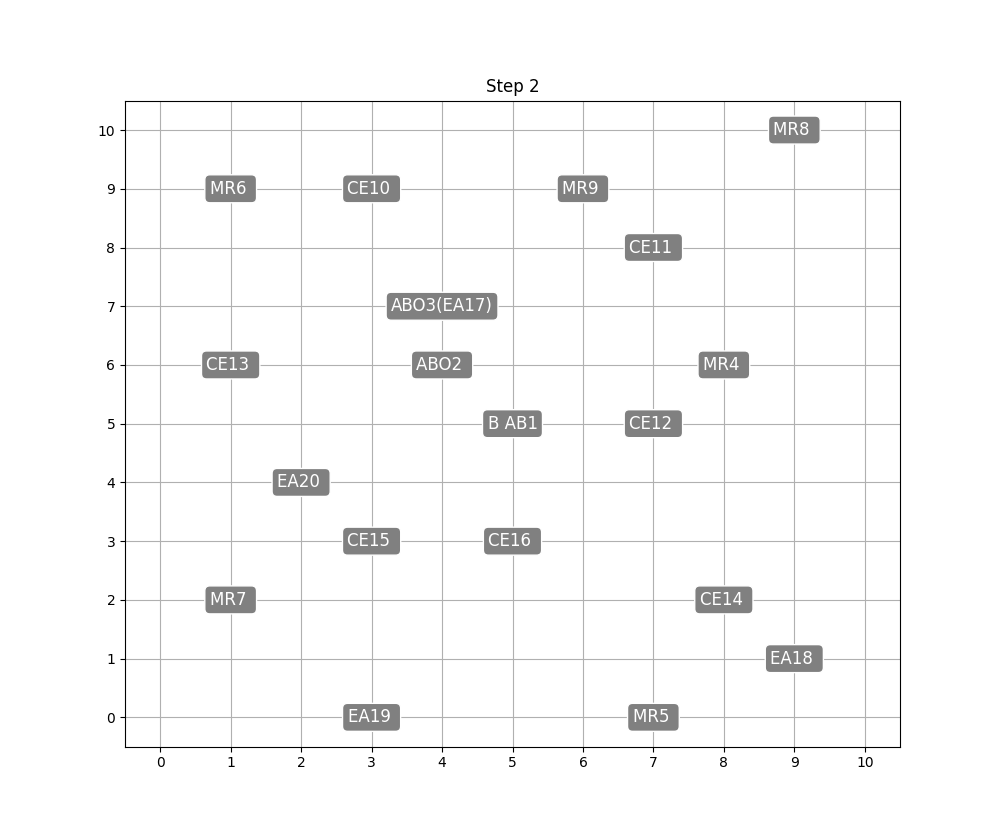 Step 2
10
MR8
9
MR6
CE10
MR9
8
CE11
7
ABO3(EA17)
6
CE13
ABO2
MR4
5
B AB1
CE12
4
EA20
3
CE15
CE16
2
MR7
CE14
1
EA18
0
EA19
MR5
0 1 2 3 4 5 6 7 8 9 10